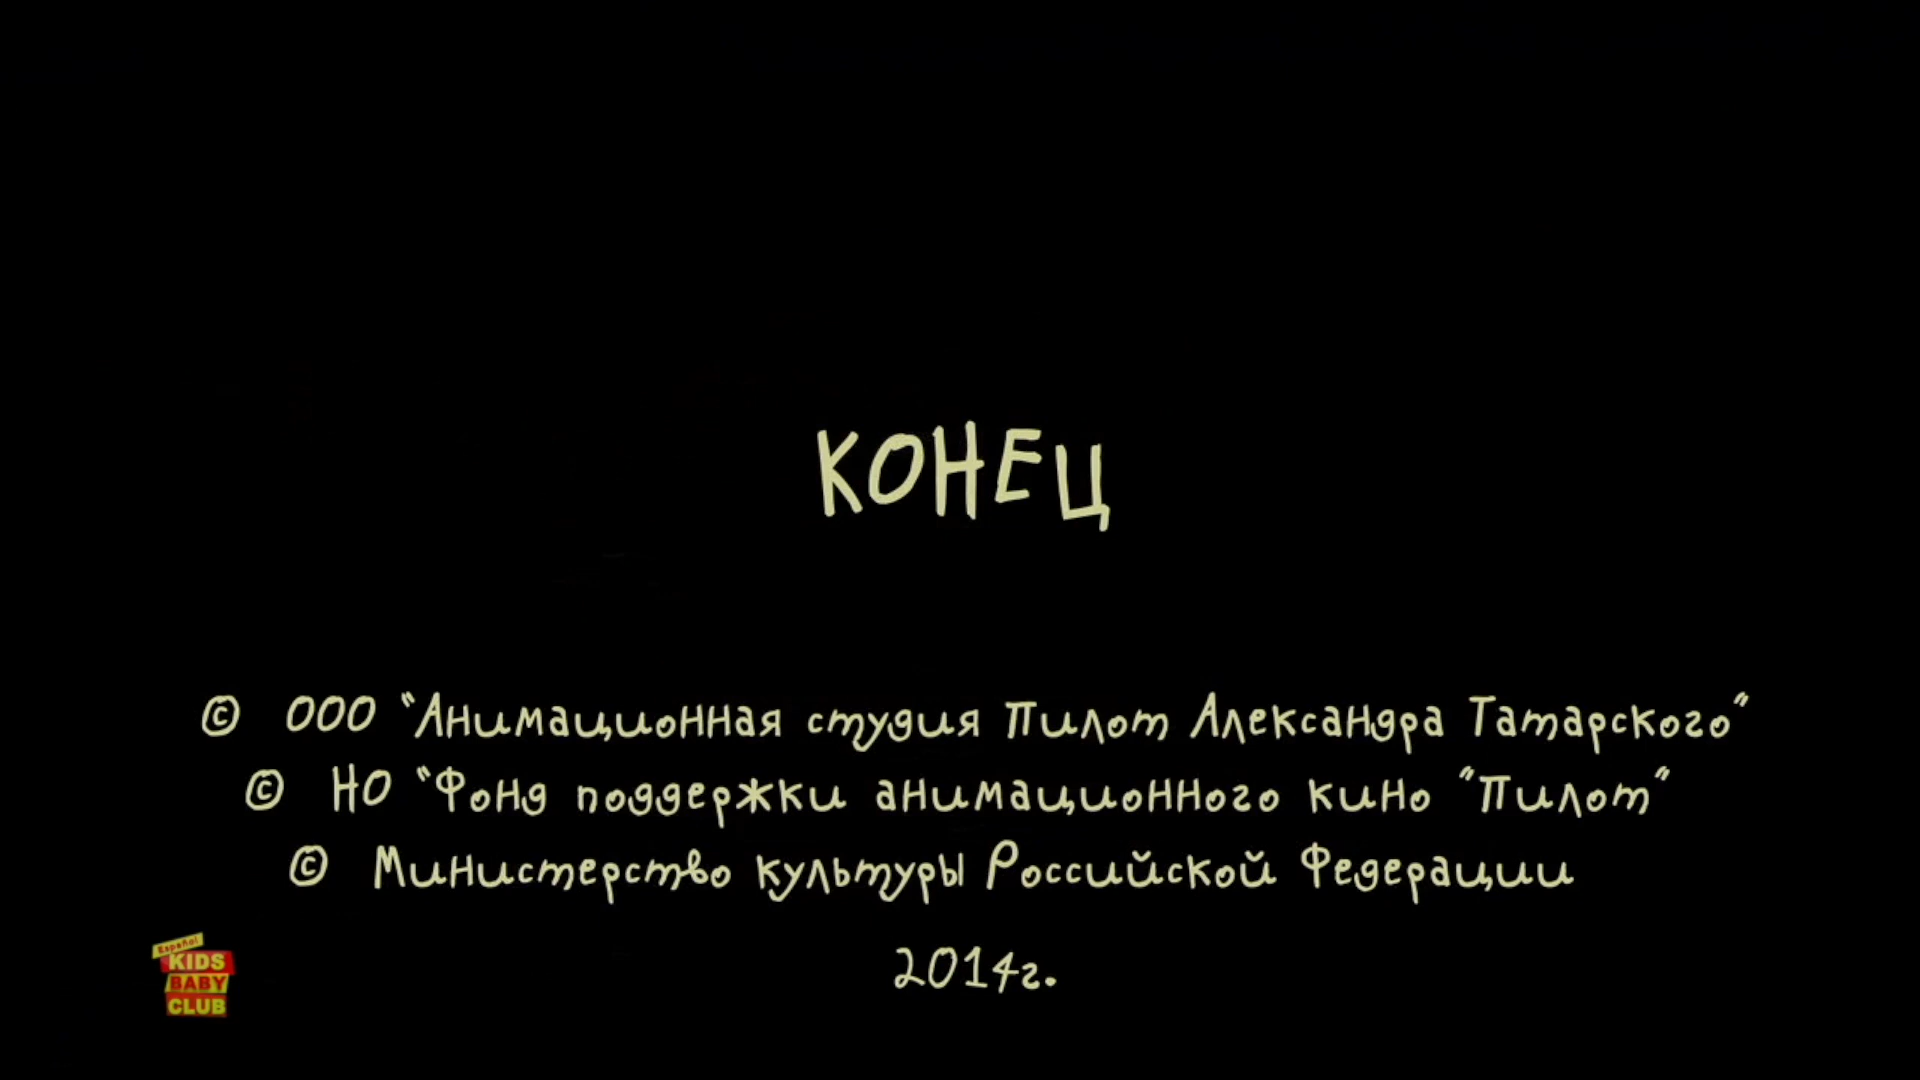 КОНЕЦ
© ООО "Анимационная студия Пилот Александра Татарского"
© НО "Фонд поддержки анимационного кино "Пилот"
© Министерство культуры Российской Федерации
2014г.
Español
KIDS
BABY
CLUB